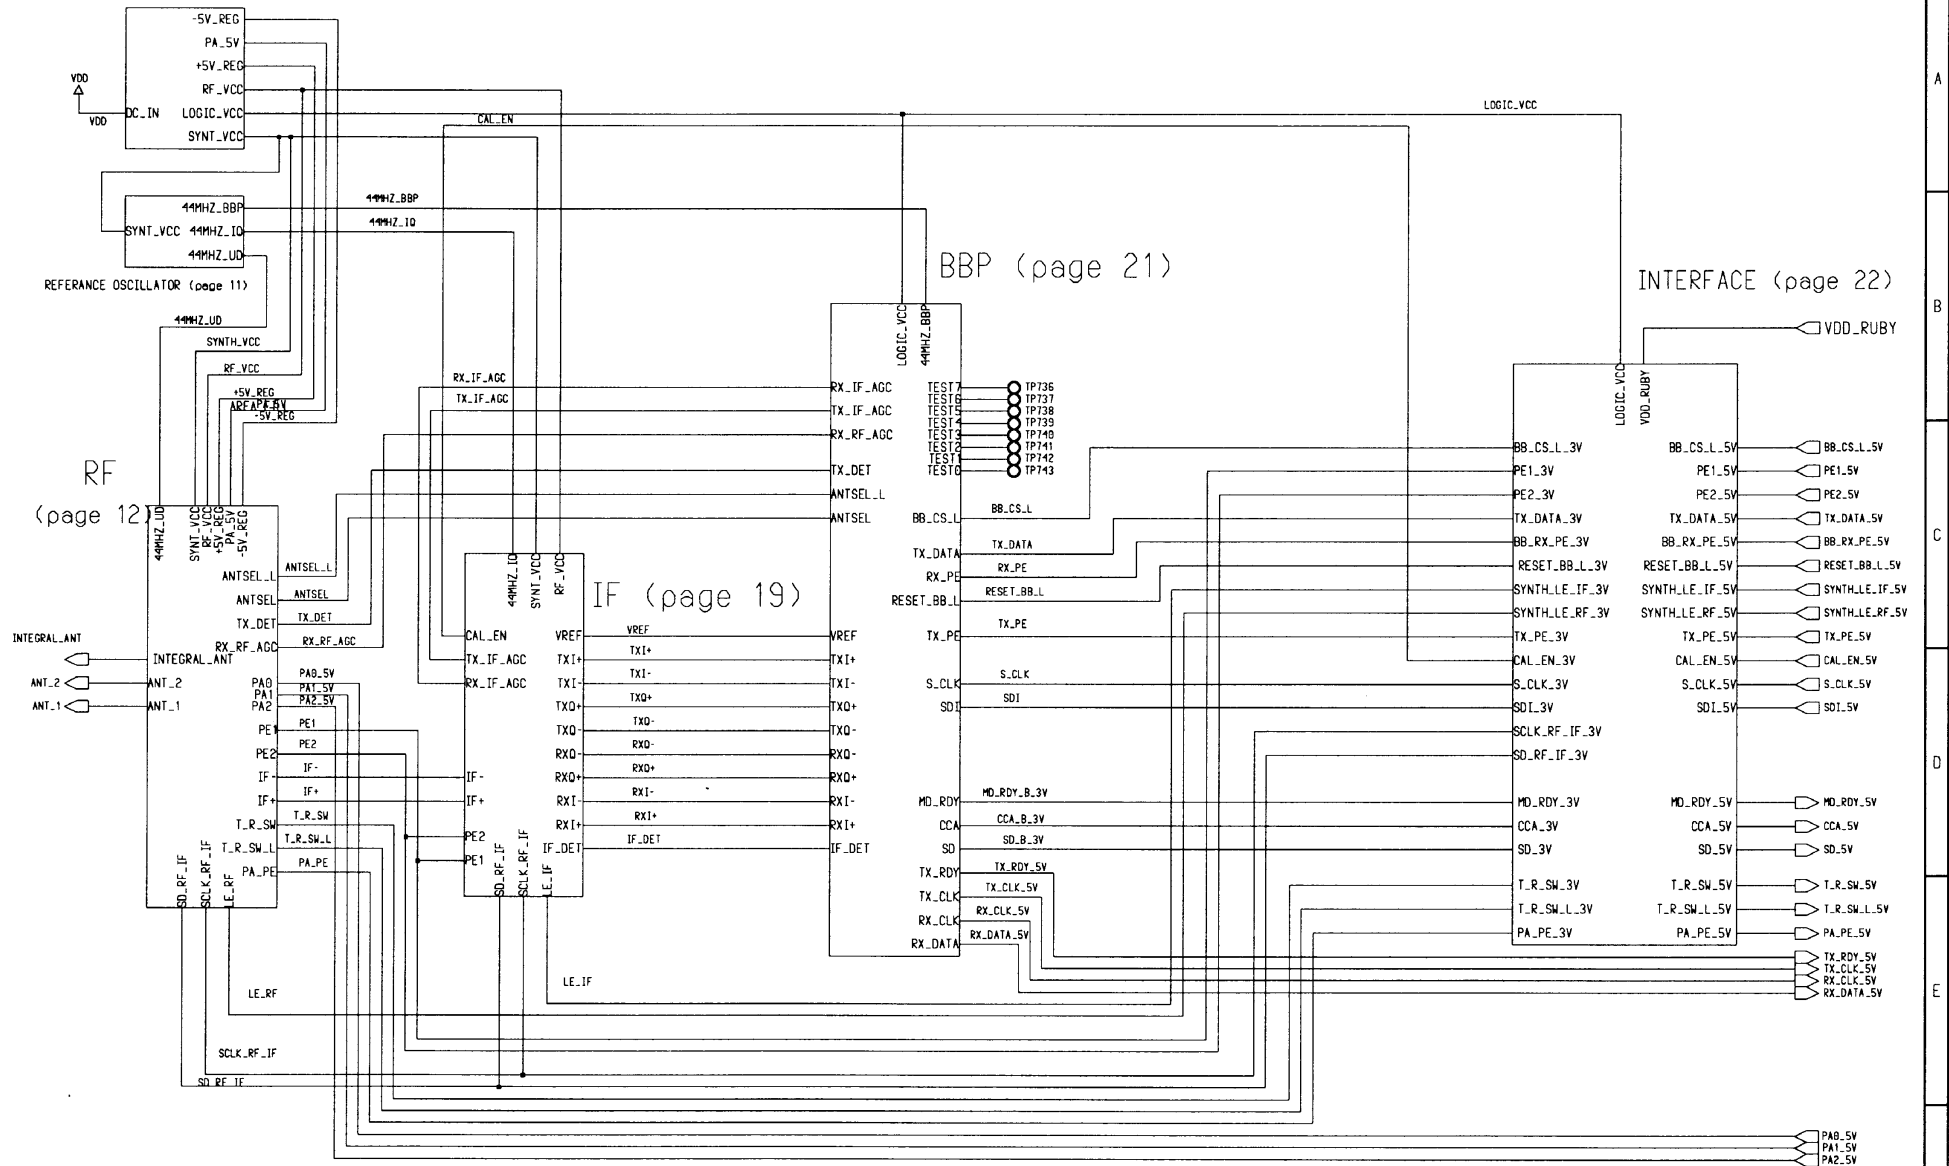 -5V_REG
PA_5V
+5V_REG
RF_VCC
LOGIC_VCC
SYNT_VCC
DC_IN
VDD
VDD
CAL_EN
LOGIC_VCC
A
44MHZ_BBP
SYNT_VCC 44MHZ_IQ
44MHZ_UD
44MHZ_BBP
44MHZ_IQ
REFERANCE OSCILLATOR (page 11)
BBP (page 21)
INTERFACE (page 22)
B
VDD_RUBY
44MHZ_UD
SYNTH_VCC
RF_VCC
+5V_REG
-5V_REG
RX_IF_AGC
TX_IF_AGC
LOGIC_VCC
44MHZ_BBP
RX_IF_AGC
TX_IF_AGC
RX_RF_AGC
TX_DET
ANTSEL_L
ANTSEL
TEST7 TP736
TEST6 TP737
TEST5 TP738
TEST4 TP739
TEST3 TP740
TEST2 TP741
TEST1 TP742
TEST0 TP743
BB_CS_L BB_CS_L
TX_DATA TX_DATA
RX_PE RX_PE
RESET_BB_L RESET_BB_L
TX_PE TX_PE
S_CLK S_CLK
SDI SDI
MD_RDY MD_RDY_B_3V
CCA CCA_B_3V
SD SD_B_3V
TX_RDY TX_RDY_5V
TX_CLK TX_CLK_5V
RX_CLK RX_CLK_5V
RX_DATA RX_DATA_5V
VREF
TXI+
TXI-
TXQ+
TXQ-
RXQ-
RXQ+
RXI-
RXI+
IF_DET
RF
(page 12)
44MHZ_UD
SYNT_VCC
RF_VCC
+5V_REG
PA_5V
-5V_REG
ANTSEL_L ANTSEL_L
ANTSEL ANTSEL
TX_DET TX_DET
RX_RF_AGC RX_RF_AGC
INTEGRAL_ANT INTEGRAL_ANT
ANT_2 ANT_2
ANT_1 ANT_1
PA0 PA0_5V
PA1 PA1_5V
PA2 PA2_5V
PE1 PE1
PE2 PE2
IF- IF-
IF+ IF+
T_R_SW T_R_SW
T_R_SW_L T_R_SW_L
PA_PE PA_PE
SD_RF_IF
SCLK_RF_IF
LE_RF
IF (page 19)
44MHZ_IQ
SYNT_VCC
RF_VCC
CAL_EN
TX_IF_AGC
RX_IF_AGC
IF-
IF+
PE2
PE1
VREF VREF
TXI+ TXI+
TXI- TXI-
TXQ+ TXQ+
TXQ- TXQ-
RXQ- RXQ-
RXQ+ RXQ+
RXI- RXI-
RXI+ RXI+
IF_DET IF_DET
SD_RF_IF
SCLK_RF_IF
LE_IF
LE_IF
LE_RF
SCLK_RF_IF
SD_RF_IF
LOGIC_VCC
VDD_RUBY
BB_CS_L_3V BB_CS_L_5V BB_CS_L_5V
PE1_3V PE1_5V PE1_5V
PE2_3V PE2_5V PE2_5V
TX_DATA_3V TX_DATA_5V TX_DATA_5V
BB_RX_PE_3V BB_RX_PE_5V BB_RX_PE_5V
RESET_BB_L_3V RESET_BB_L_5V RESET_BB_L_5V
SYNTH_LE_IF_3V SYNTH_LE_IF_5V SYNTH_LE_IF_5V
SYNTH_LE_RF_3V SYNTH_LE_RF_5V SYNTH_LE_RF_5V
TX_PE_3V TX_PE_5V TX_PE_5V
CAL_EN_3V CAL_EN_5V CAL_EN_5V
S_CLK_3V S_CLK_5V S_CLK_5V
SDI_3V SDI_5V SDI_5V
SCLK_RF_IF_3V
SD_RF_IF_3V
MD_RDY_3V MD_RDY_5V MD_RDY_5V
CCA_3V CCA_5V CCA_5V
SD_3V SD_5V SD_5V
T_R_SW_3V T_R_SW_5V T_R_SW_5V
T_R_SW_L_3V T_R_SW_L_5V T_R_SW_L_5V
PA_PE_3V PA_PE_5V PA_PE_5V
TX_RDY_5V
TX_CLK_5V
RX_CLK_5V
RX_DATA_5V
C
D
E
PA0_5V
PA1_5V
PA2_5V